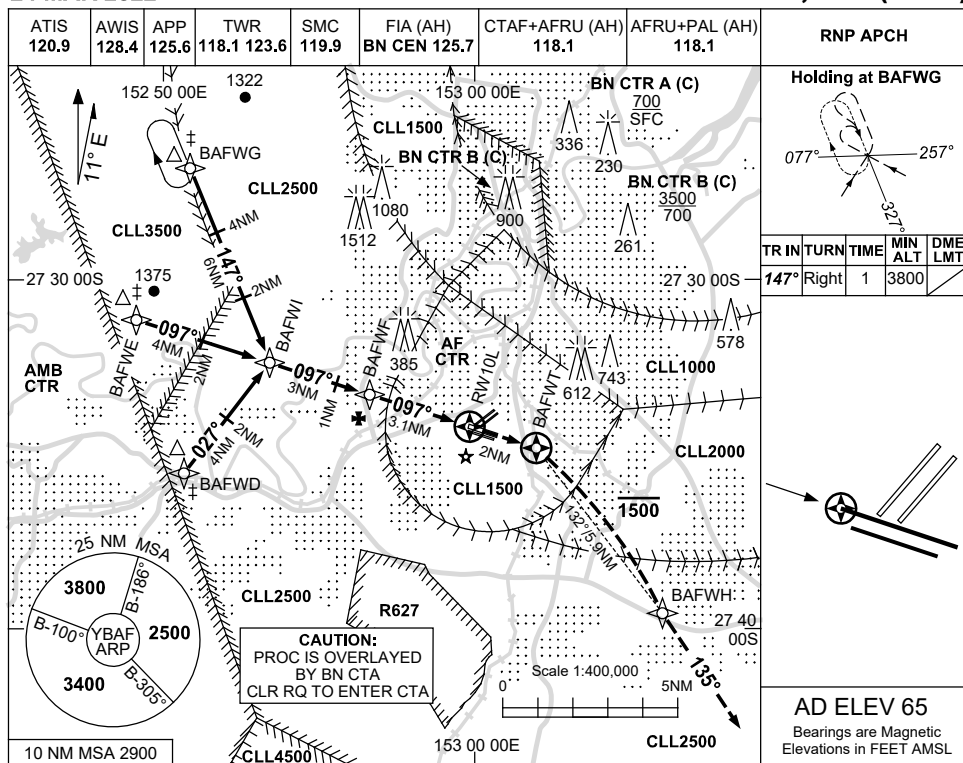 ATIS
120.9
AWIS
128.4
APP
125.6
TWR
118.1 123.6
SMC
119.9
FIA (AH)
BN CEN 125.7
CTAF+AFRU (AH)
118.1
AFRU+PAL (AH)
118.1
RNP APCH
152 50 00E
1322
153 00 00E
BN CTR A (C)
700
SFC
CLL1500
336
230
11° E
BAFWG
‡
BN CTR B (C)
CLL2500
BN CTR B (C)
3500
700
1080
900
1512
261
CLL3500
4NM
147°
6NM
27 30 00S
1375
2NM
27 30 00S
‡
BAFWI
BAFWF
578
097°
4NM
385
AF
CTR
RW10L
BAFWT
743
612
CLL1000
AMB
CTR
BAFWE
2NM
097°
3NM
1NM
097°
3.1NM
2NM
CLL2000
027°
4NM
2NM
BAFWD
‡
CLL1500
1500
132°/5.9NM
25 NM MSA
3800
B-186°
B-100°
YBAF
ARP
2500
3400
B-305°
CLL2500
R627
BAFWH
27 40
00S
CAUTION:
PROC IS OVERLAYED
BY BN CTA
CLR RQ TO ENTER CTA
Scale 1:400,000
0
5NM
135°
10 NM MSA 2900
CLL4500
153 00 00E
CLL2500
Holding at BAFWG
077°
257°
327°
TR IN TURN TIME MIN ALT DME LMT
147° Right 1 3800
AD ELEV 65
Bearings are Magnetic
Elevations in FEET AMSL